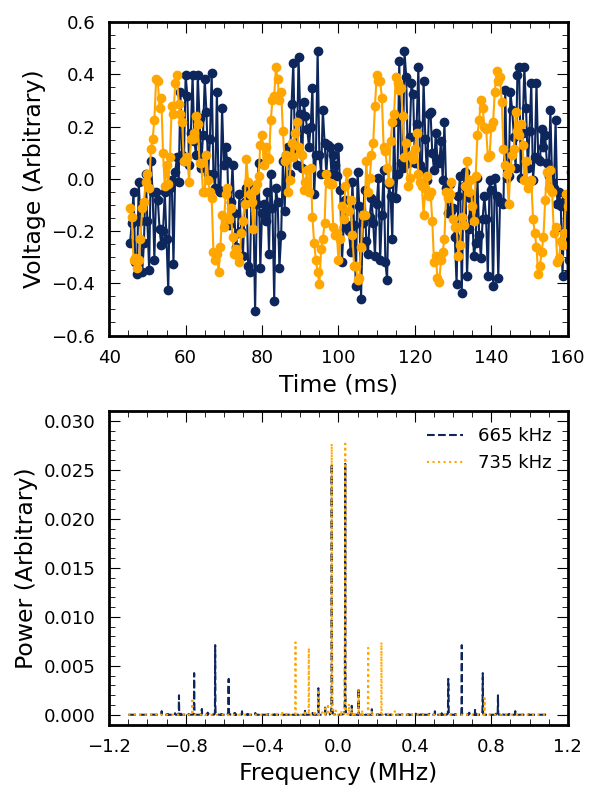 0.6
0.4
0.2
0.0
−0.2
−0.4
−0.6
Voltage (Arbitrary)
40 60 80 100 120 140 160
Time (ms)
0.030
0.025
0.020
0.015
0.010
0.005
0.000
Power (Arbitrary)
665 kHz
735 kHz
−1.2 −0.8 −0.4 0.0 0.4 0.8 1.2
Frequency (MHz)